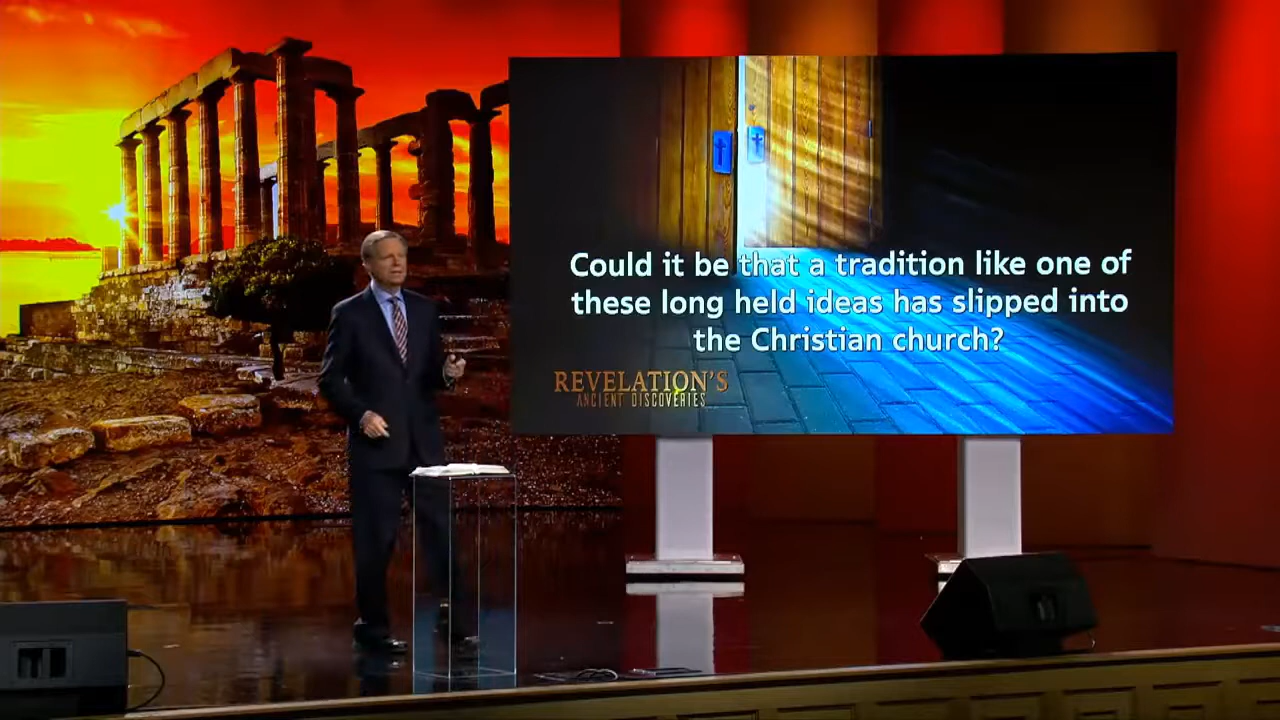 Could it be that a tradition like one of
these long held ideas has slipped into
the Christian church?
REVELATION'S
ANCIENT DISCOVERIES